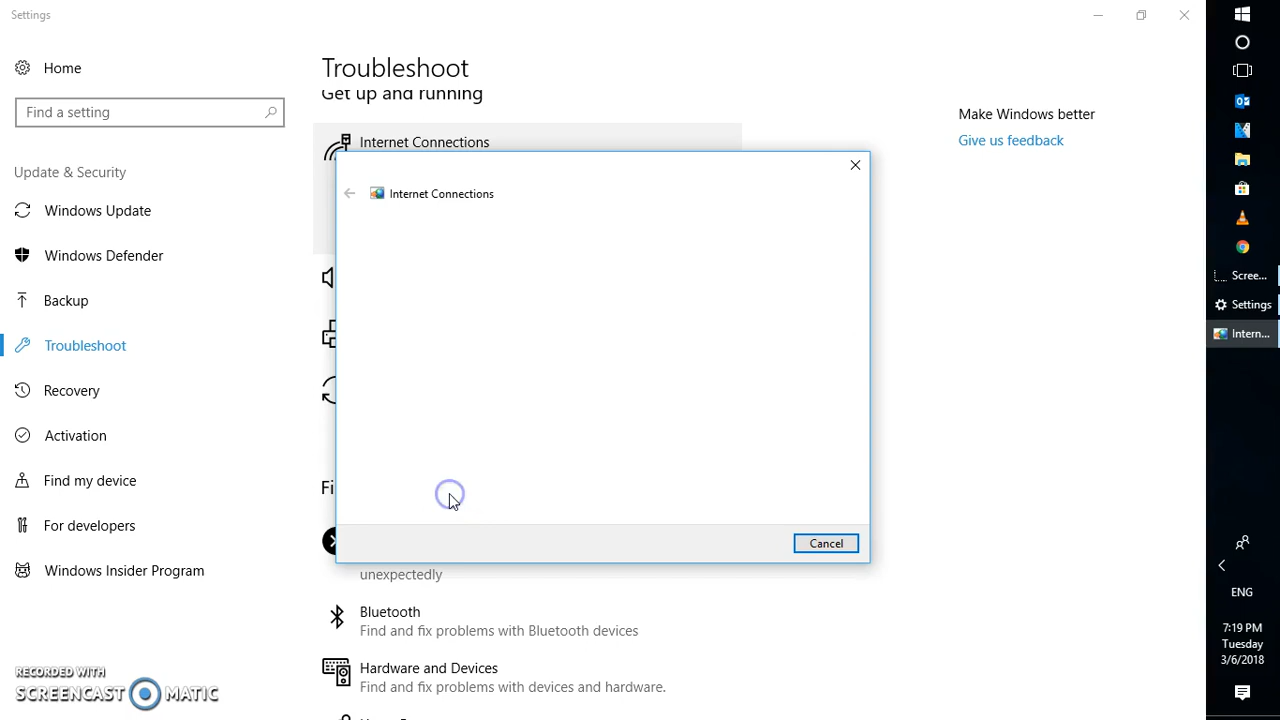 Settings
Home
Find a setting
Update & Security
Windows Update
Windows Defender
Backup
Troubleshoot
Recovery
Activation
Find my device
For developers
Windows Insider Program
RECORDED WITH
SCREENCAST MATIC
Troubleshoot
Get up and running
Internet Connections
Internet Connections
Cancel
Fi
unexpectedly
Bluetooth
Find and fix problems with Bluetooth devices
Hardware and Devices
Find and fix problems with devices and hardware.
Make Windows better
Give us feedback
Scree...
Settings
Intern...
ENG
7:19 PM
Tuesday
3/6/2018